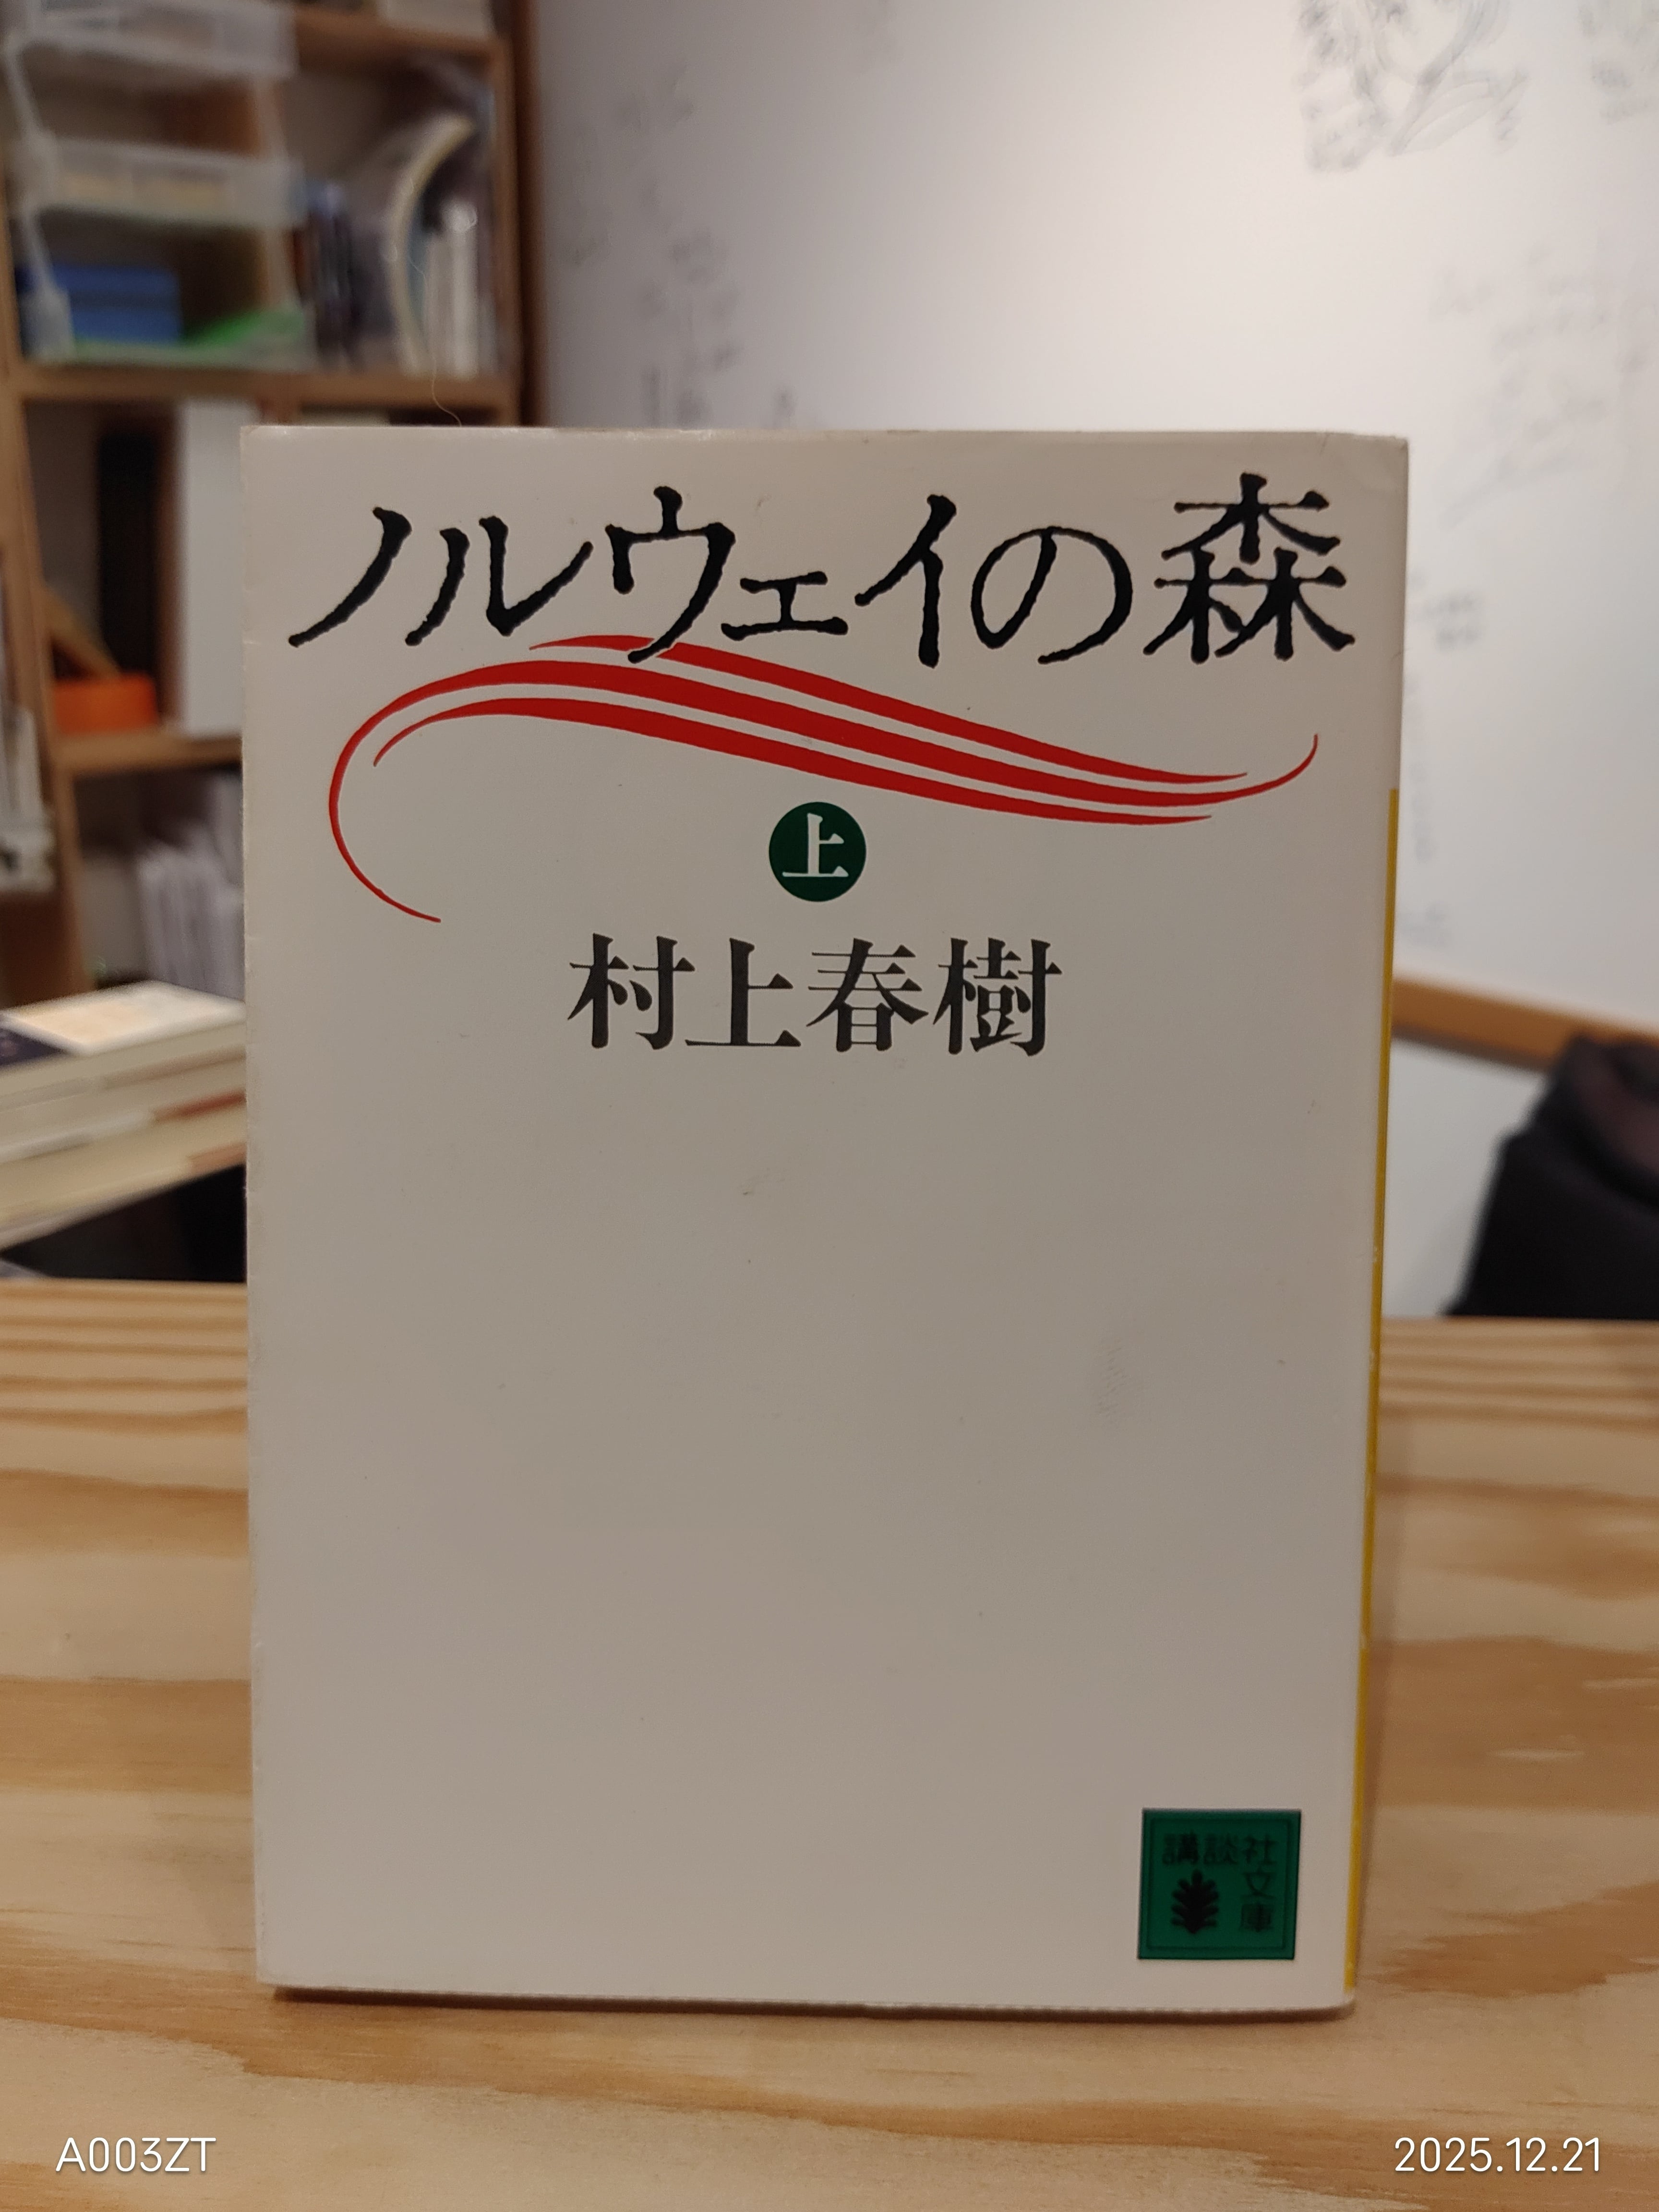 ノルウェイの森
上
村上春樹
講談社
文庫
A003ZT
2025.12.21